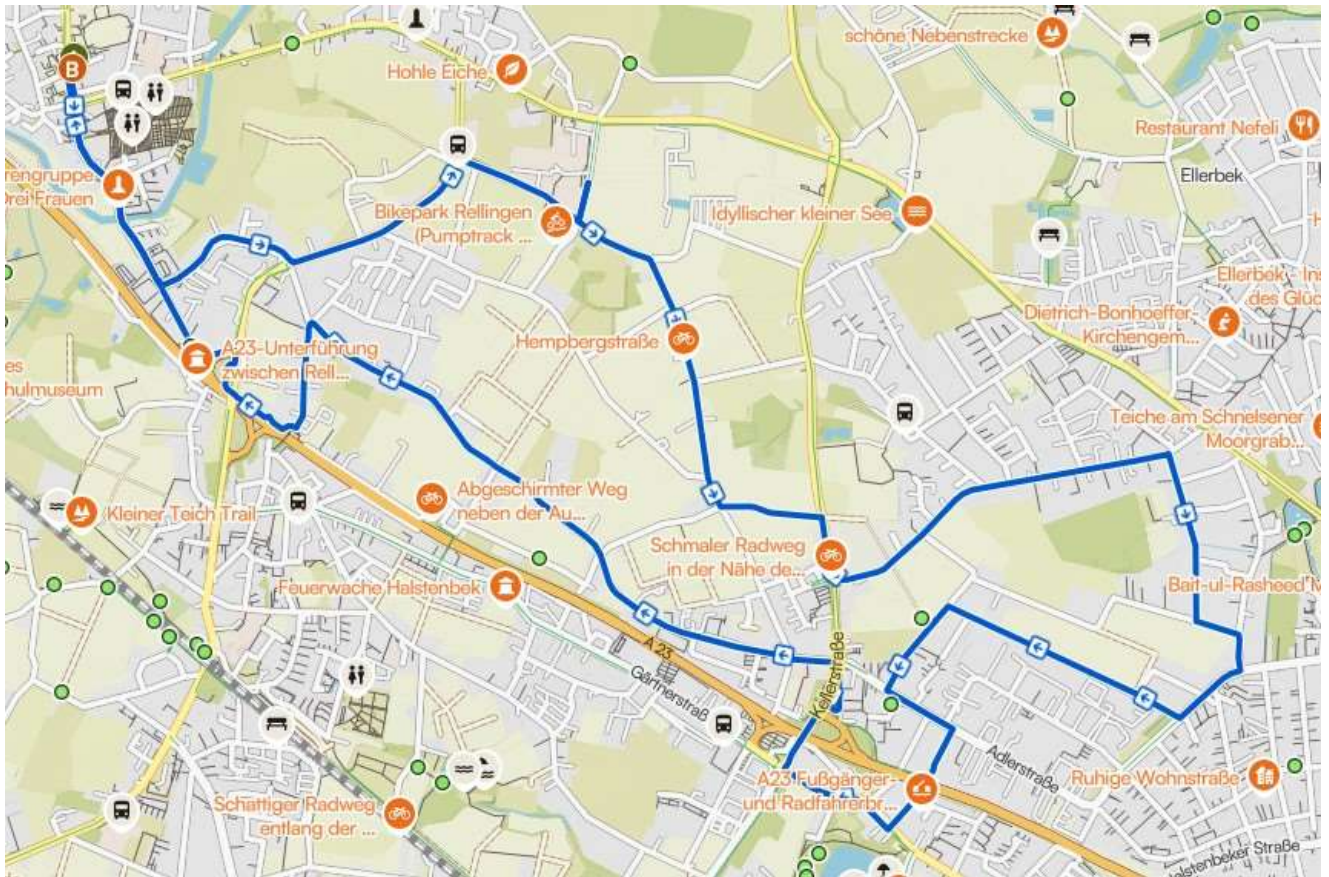 B
schöne Nebenstrecke
Hohle Eiche
Restaurant Nefeli
Ellerbek
rengruppe
Drei Frauen
Bikepark Rellingen
(Pumptrack ...
Idyllischer kleiner See
Ellerbek - Ins
des Glüc
Dietrich-Bonhoeffer-
Kirchengem...
Hempbergstraße
A23-Unterführung
zwischen Rell...
es
hulmuseum
Teiche am Schnelsener
Moorgrab...
Abgeschirmter Weg
neben der Au...
Kleiner Teich Trail
Schmaler Radweg
in der Nähe de...
Feuerwache Halstenbek
Bait-ul-Rasheed M
A 23
Gärtnerstraß
Kellerstraße
Adlerstraße
A23 Fußgänger-
und Radfahrerbr...
Ruhige Wohnstraße
Schattiger Radweg
entlang der ...
alstenbeker Straße